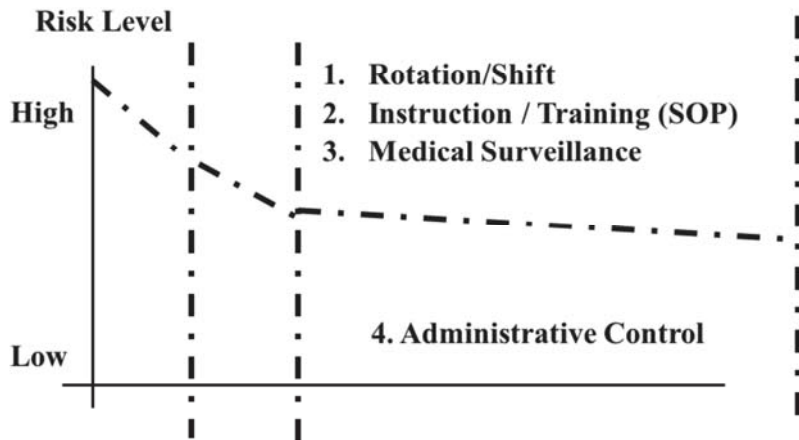 Risk Level
1. Rotation/Shift
High
2. Instruction / Training (SOP)
3. Medical Surveillance
4. Administrative Control
Low